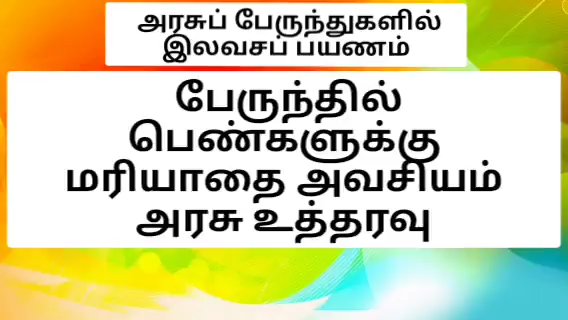 அரசுப் பேருந்துகளில்
இலவசப் பயணம்
பேருந்தில்
பெண்களுக்கு
மரியாதை அவசியம்
அரசு உத்தரவு